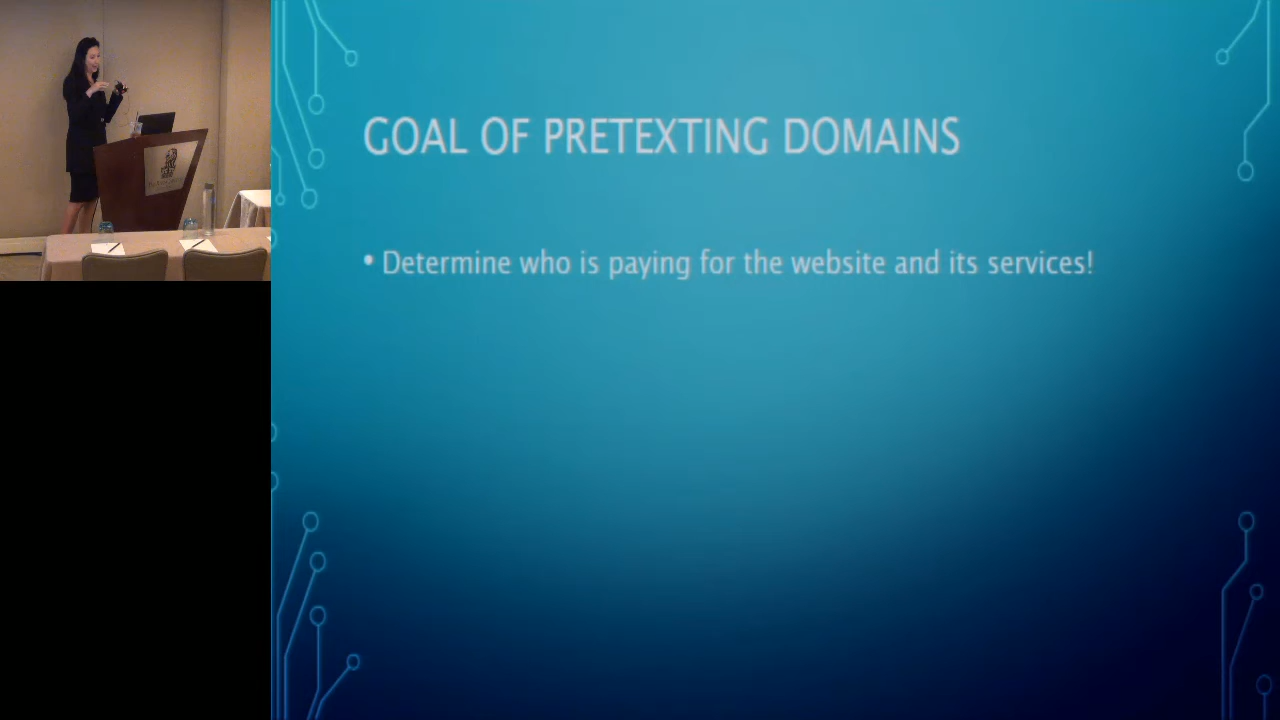 GOAL OF PRETEXTING DOMAINS
• Determine who is paying for the website and its services!